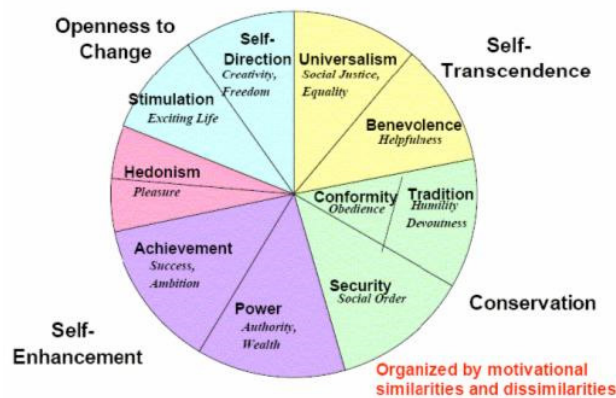 Openness to
Change
Self-
Direction
Creativity,
Freedom
Universalism
Social Justice,
Equality
Self-
Transcendence
Stimulation
Exciting Life
Benevolence
Helpfulness
Hedonism
Pleasure
Conformity
Obedience
Tradition
Humility
Devoutness
Achievement
Success,
Ambition
Security
Social Order
Power
Authority,
Wealth
Conservation
Self-
Enhancement
Organized by motivational
similarities and dissimilarities